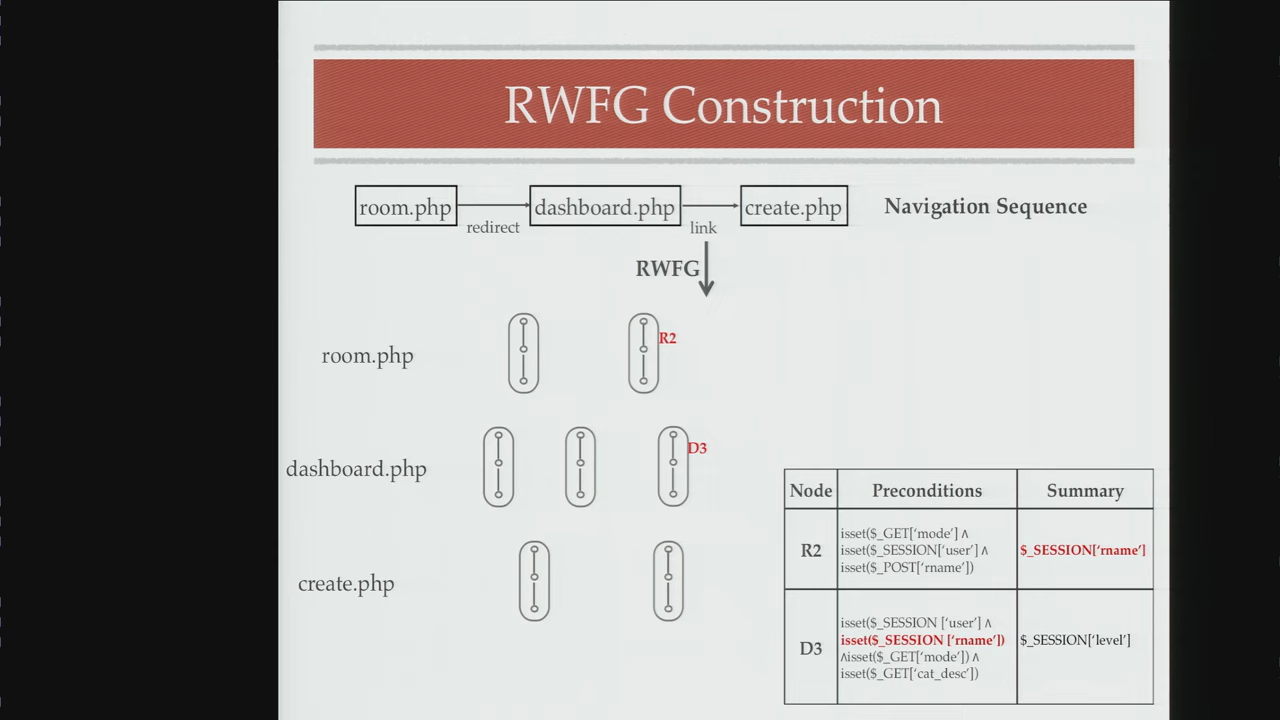 RWFG Construction
room.php
dashboard.php
create.php
Navigation Sequence
redirect
link
RWFG
room.php
R2
dashboard.php
D3
create.php
Node
Preconditions
Summary
R2
isset($_GET[‘mode’] ∧
isset($_SESSION[‘user’] ∧
isset($_POST[‘rname’])
$_SESSION[‘rname’]
D3
isset($_SESSION [‘user’] ∧
isset($_SESSION [‘rname’])
∧isset($_GET[‘mode’]) ∧
isset($_GET[‘cat_desc’])
$_SESSION[‘level’]